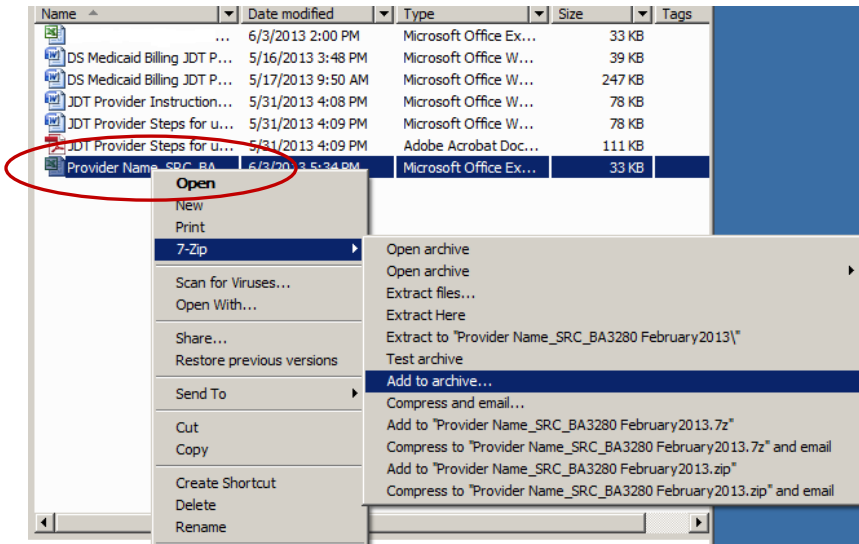 Name Date modified Type Size Tags
... 6/3/2013 2:00 PM Microsoft Office Ex... 33 KB
DS Medicaid Billing JDT P... 5/16/2013 3:48 PM Microsoft Office W... 39 KB
DS Medicaid Billing JDT P... 5/17/2013 9:50 AM Microsoft Office W... 247 KB
JDT Provider Instruction... 5/31/2013 4:08 PM Microsoft Office W... 78 KB
JDT Provider Steps for u... 5/31/2013 4:09 PM Microsoft Office W... 78 KB
JDT Provider Steps for u... 5/31/2013 4:09 PM Adobe Acrobat Doc... 111 KB
Provider Name_SRC_BA... 6/3/2013 5:34 PM Microsoft Office Ex... 33 KB
Open
New
Print
7-Zip
Scan for Viruses...
Open With...
Share...
Restore previous versions
Send To
Cut
Copy
Create Shortcut
Delete
Rename
Open archive
Open archive
Extract files...
Extract Here
Extract to "Provider Name_SRC_BA3280 February2013\"
Test archive
Add to archive...
Compress and email...
Add to "Provider Name_SRC_BA3280 February2013.7z"
Compress to "Provider Name_SRC_BA3280 February2013.7z" and email
Add to "Provider Name_SRC_BA3280 February2013.zip"
Compress to "Provider Name_SRC_BA3280 February2013.zip" and email